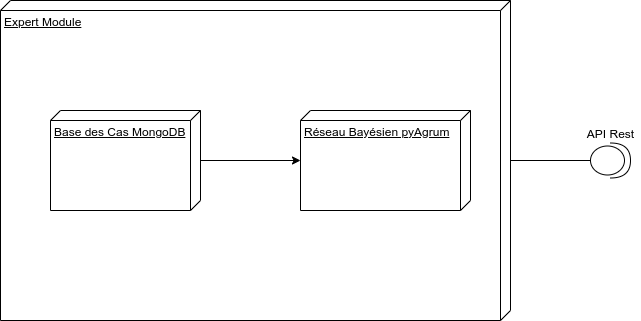 Expert Module
Base des Cas MongoDB
Réseau Bayésien pyAgrum
API Rest